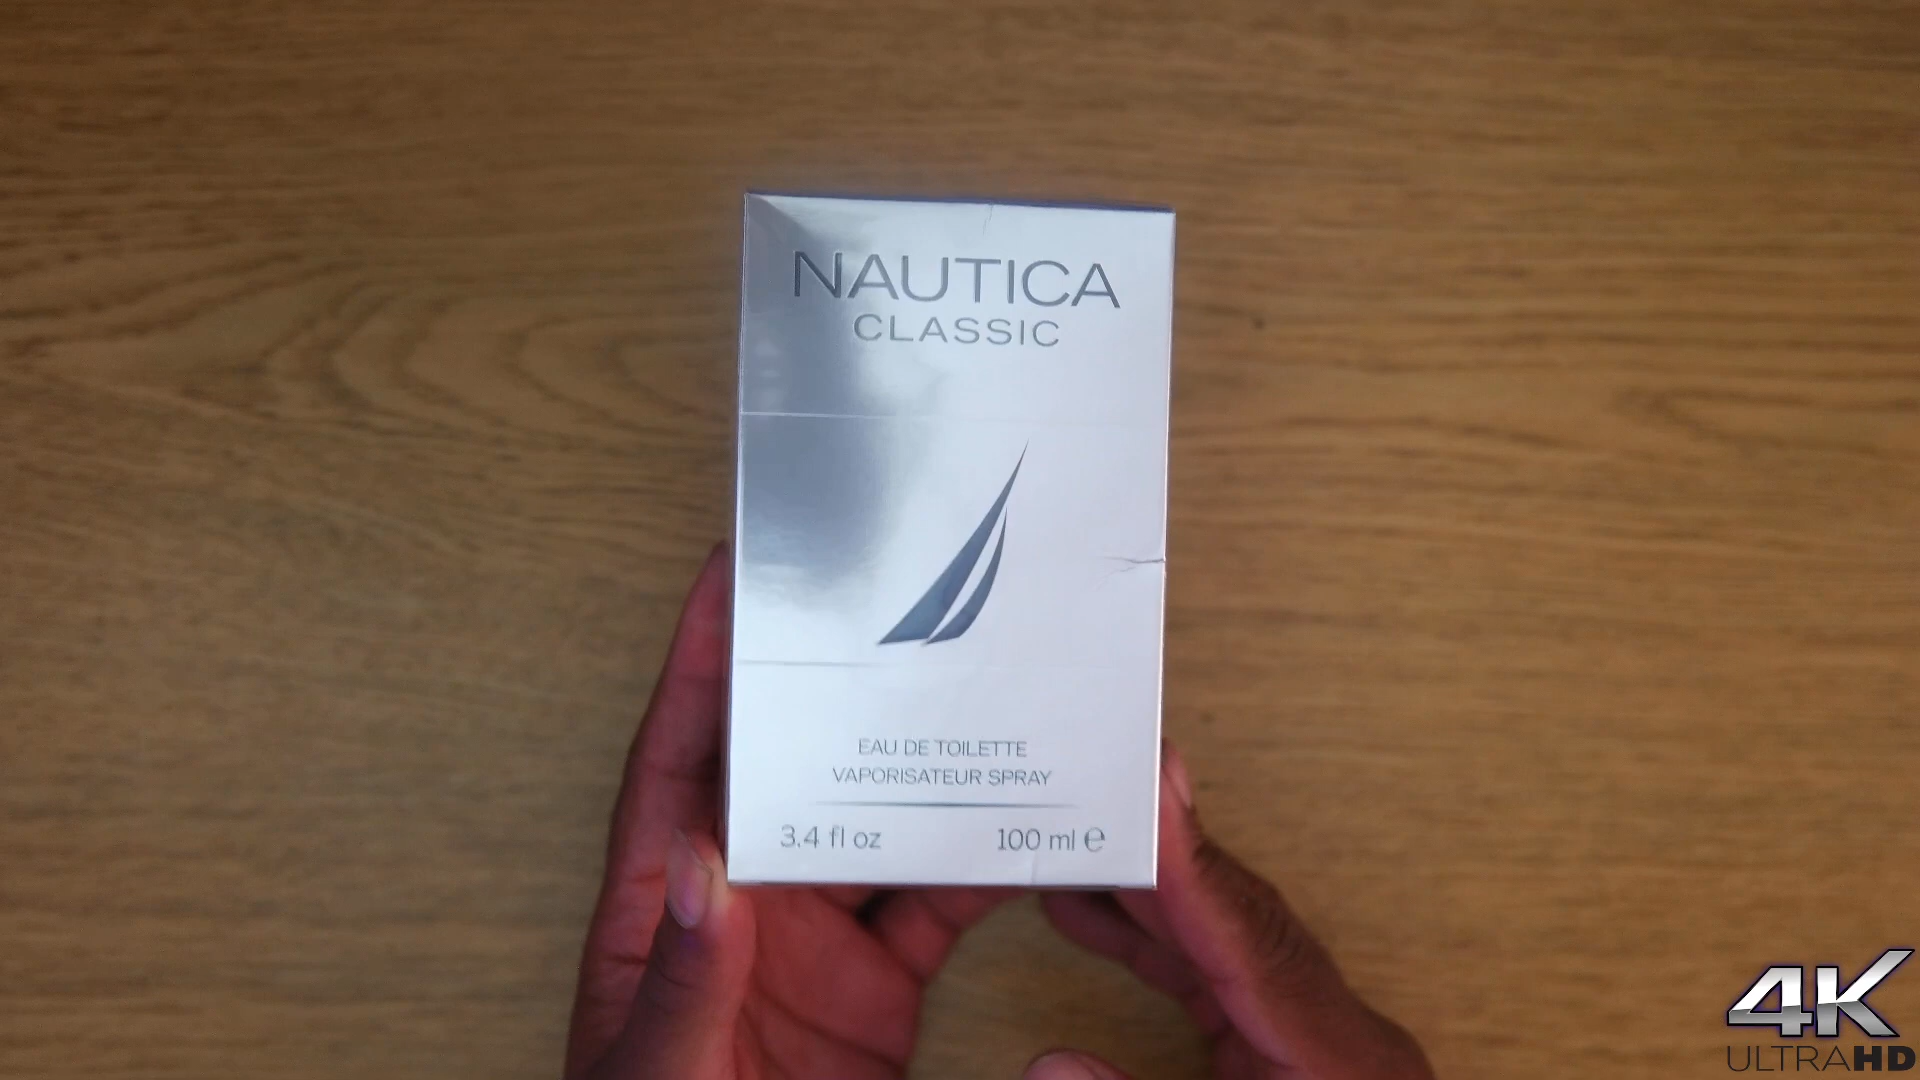 NAUTICA
CLASSIC
EAU DE TOILETTE
VAPORISATEUR SPRAY
3.4 fl oz 100 ml ℮
4K
ULTRAHD